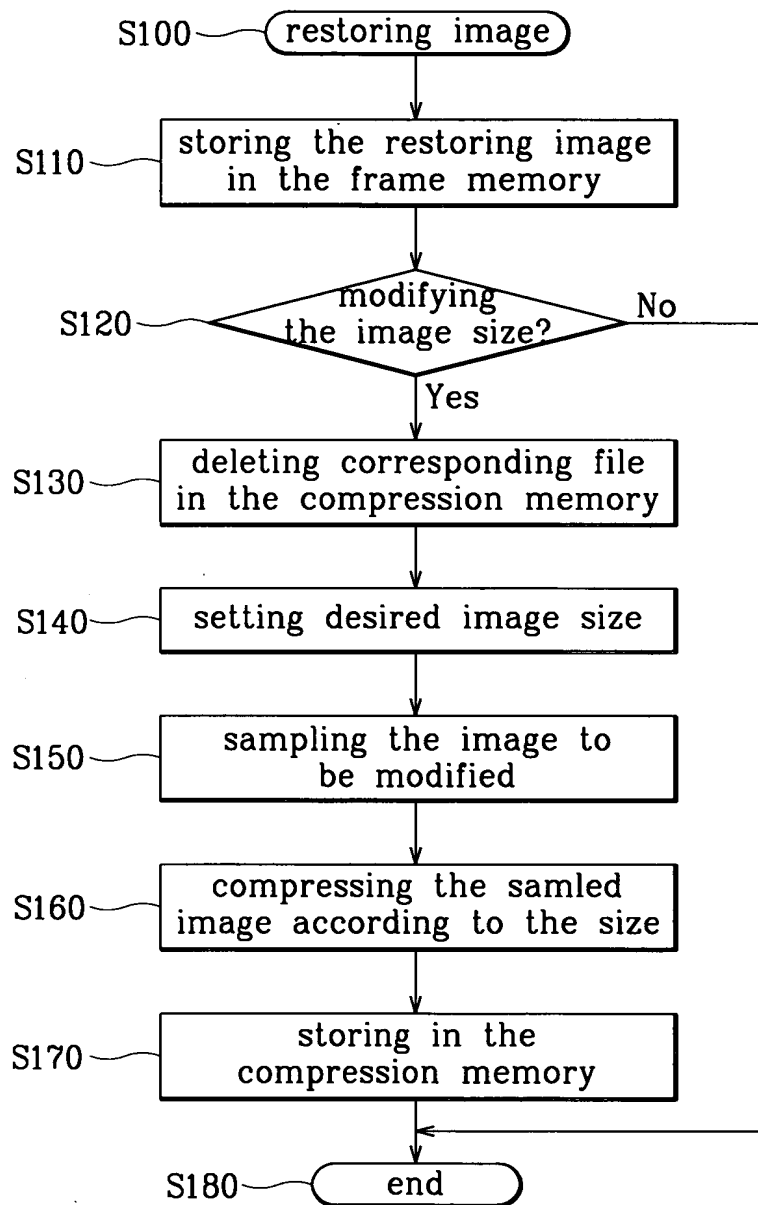 S100
restoring image
S110
storing the restoring image
in the frame memory
S120
modifying
the image size?
No
Yes
S130
deleting corresponding file
in the compression memory
S140
setting desired image size
S150
sampling the image to
be modified
S160
compressing the samled
image according to the size
S170
storing in the
compression memory
S180
end